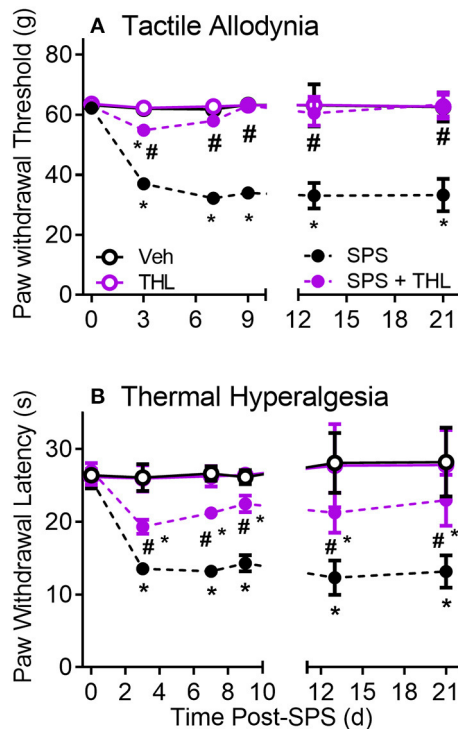 A Tactile Allodynia
Paw withdrawal Threshold (g)
80
60
40
20
0
* # # # # #
* * * * *
Veh SPS
THL SPS + THL
0 3 6 9 12 15 18 21
B Thermal Hyperalgesia
Paw Withdrawal Latency (s)
30
20
10
0
# * # * # * # * # *
* * * * *
0 2 4 6 8 10 12 15 18 21
Time Post-SPS (d)